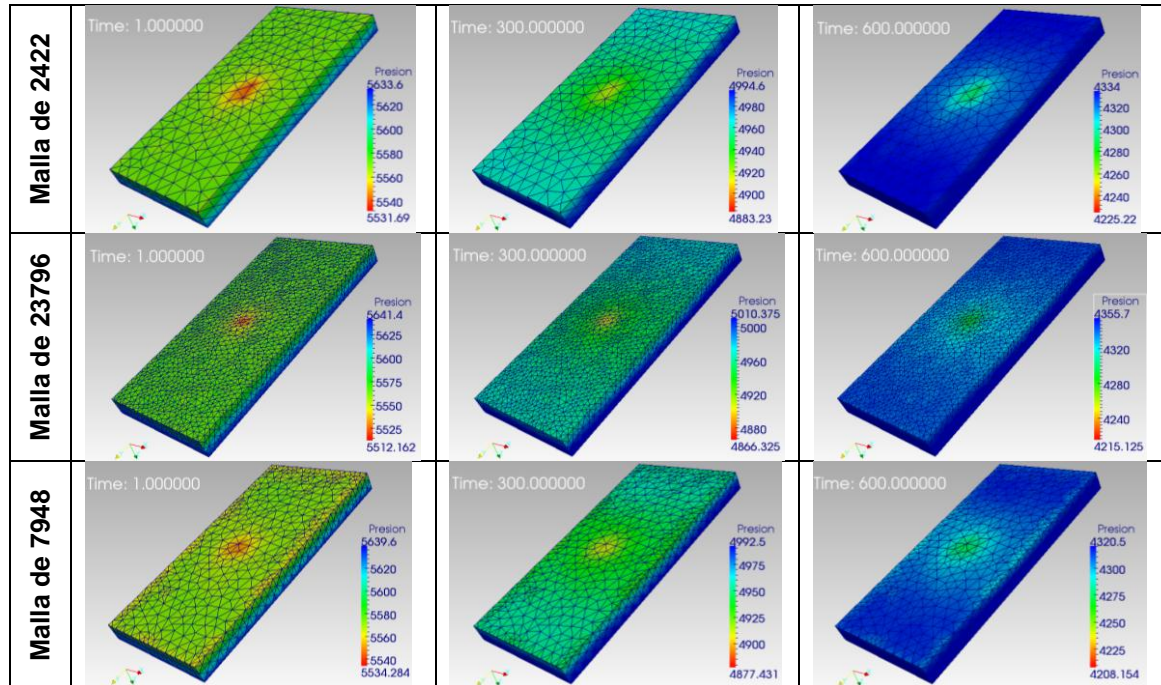 Malla de 2422
Time: 1.000000
Presion
5633.6
5620
5600
5580
5560
5540
5531.69
Time: 300.000000
Presion
4994.6
4980
4960
4940
4920
4900
4883.23
Time: 600.000000
Presion
4334
4320
4300
4280
4260
4240
4225.22
Malla de 23796
Time: 1.000000
Presion
5641.4
5625
5600
5575
5550
5525
5512.162
Time: 300.000000
Presion
5010.375
5000
4960
4920
4880
4866.325
Time: 600.000000
Presion
4355.7
4320
4280
4240
4215.125
Malla de 7948
Time: 1.000000
Presion
5639.6
5620
5600
5580
5560
5540
5534.284
Time: 300.000000
Presion
4992.5
4975
4950
4925
4900
4877.431
Time: 600.000000
Presion
4320.5
4300
4275
4250
4225
4208.154